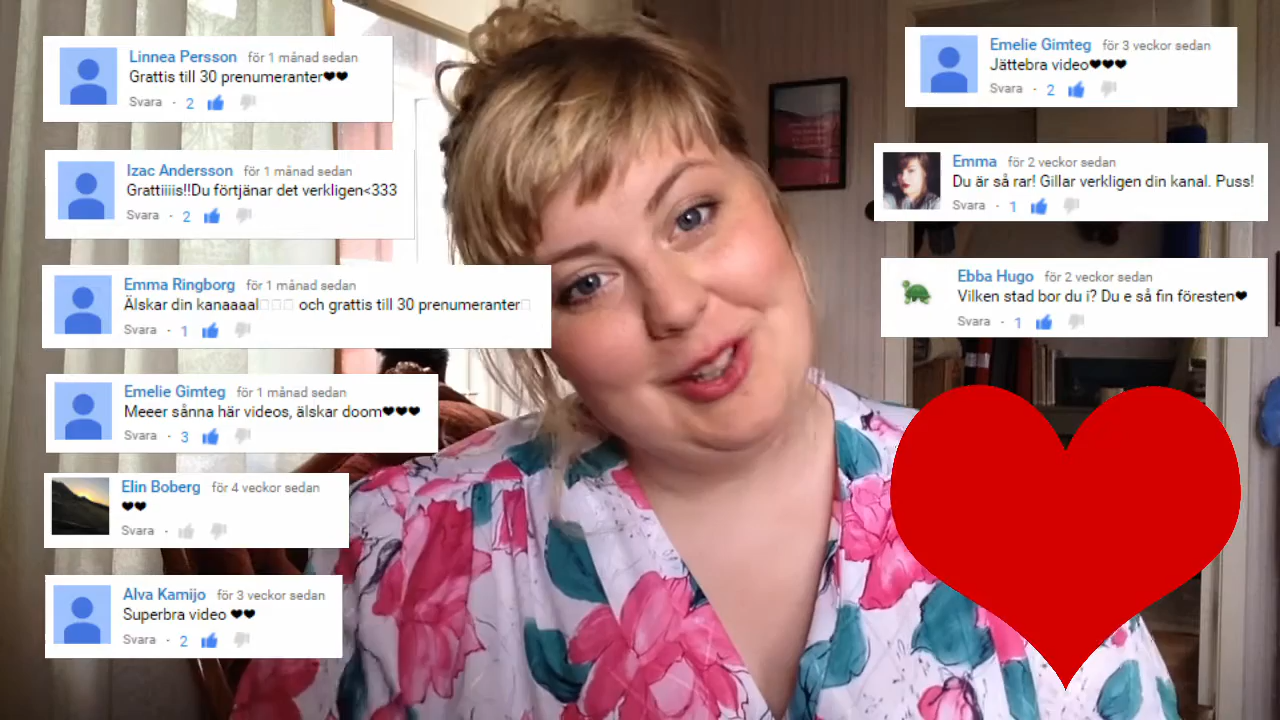 Linnea Persson för 1 månad sedan
Grattis till 30 prenumeranter❤❤
Svara · 2
Izac Andersson för 1 månad sedan
Grattiiiis!!Du förtjänar det verkligen<333
Svara · 2
Emma Ringborg för 1 månad sedan
Älskar din kanaaaal□□□ och grattis till 30 prenumeranter□
Svara · 1
Emelie Gimteg för 1 månad sedan
Meeer sånna här videos, älskar doom❤❤❤
Svara · 3
Elin Boberg för 4 veckor sedan
❤❤
Svara ·
Alva Kamijo för 3 veckor sedan
Superbra video ❤❤
Svara · 2
Emelie Gimteg för 3 veckor sedan
Jättebra video❤❤❤
Svara · 2
Emma för 2 veckor sedan
Du är så rar! Gillar verkligen din kanal. Puss!
Svara · 1
Ebba Hugo för 2 veckor sedan
Vilken stad bor du i? Du e så fin föresten❤
Svara · 1